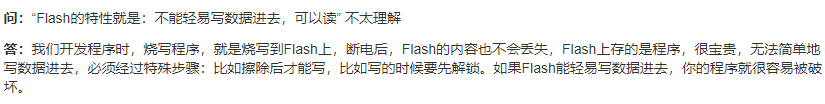 问：“Flash的特性就是：不能轻易写数据进去，可以读” 不太理解
答：我们开发程序时，烧写程序，就是烧写到Flash上，断电后，Flash的内容也不会丢失，Flash上存的是程序，很宝贵，无法简单地
写数据进去，必须经过特殊步骤：比如擦除后才能写，比如写的时候要先解锁。如果Flash能轻易写数据进去，你的程序就很容易被破
坏。